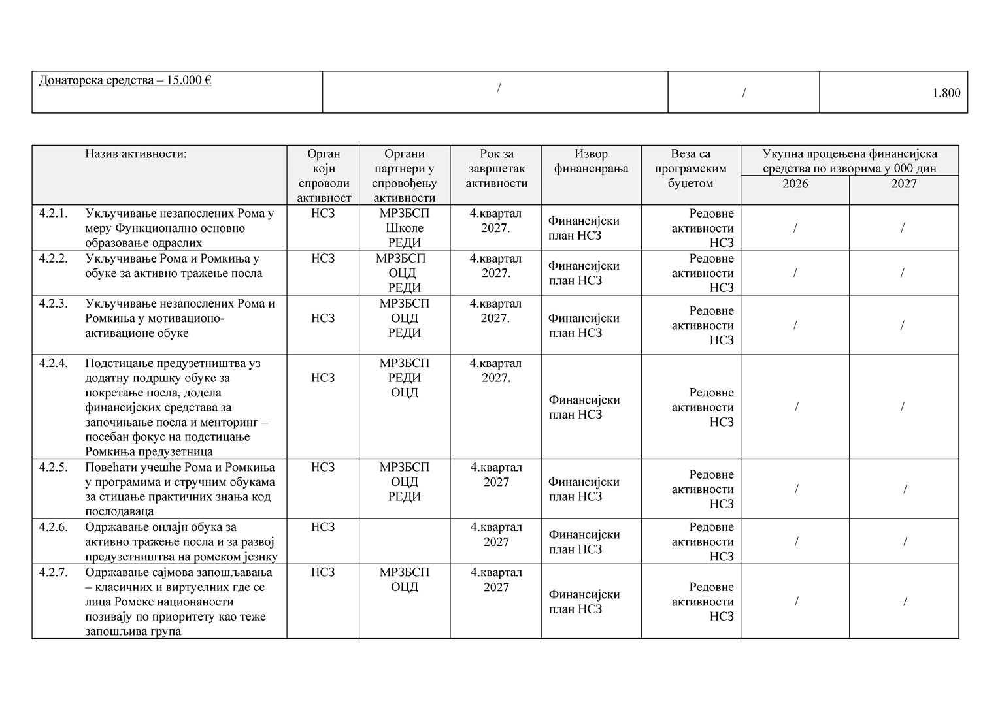 Донаторска средства – 15.000 €
/
/
1.800
Назив активности:
Орган
који
спроводи
активност
Органи
партнери у
спровођењу
активности
Рок за
завршетак
активности
Извор
финансирања
Веза са
програмским
буџетом
Укупна процењена финансијска
средства по изворима у 000 дин
2026
2027
4.2.1.
Укључивање незапослених Рома у
меру Функционално основно
образовање одраслих
НСЗ
МРЗБСП
Школе
РЕДИ
4.квартал
2027.
Финансијски
план НСЗ
Редовне
активности
НСЗ
/
/
4.2.2.
Укључивање Рома и Ромкиња у
обуке за активно тражење посла
НСЗ
МРЗБСП
ОЦД
РЕДИ
4.квартал
2027.
Финансијски
план НСЗ
Редовне
активности
НСЗ
/
/
4.2.3.
Укључивање незапослених Рома и
Ромкиња у мотивационо-
активационе обуке
НСЗ
МРЗБСП
ОЦД
РЕДИ
4.квартал
2027.
Финансијски
план НСЗ
Редовне
активности
НСЗ
/
/
4.2.4.
Подстицање предузетништва уз
додатну подршку обуке за
покретање посла, додела
финансијских средстава за
започињање посла и менторинг –
посебан фокус на подстицање
Ромкиња предузетница
НСЗ
МРЗБСП
РЕДИ
ОЦД
4.квартал
2027.
Финансијски
план НСЗ
Редовне
активности
НСЗ
/
/
4.2.5.
Повећати учешће Рома и Ромкиња
у програмима и стручним обукама
за стицање практичних знања код
послодаваца
НСЗ
МРЗБСП
ОЦД
РЕДИ
4.квартал
2027
Финансијски
план НСЗ
Редовне
активности
НСЗ
/
/
4.2.6.
Одржавање онлајн обука за
активно тражење посла и за развој
предузетништва на ромском језику
НСЗ
4.квартал
2027
Финансијски
план НСЗ
Редовне
активности
НСЗ
/
/
4.2.7.
Одржавање сајмова запошљавања
– класичних и виртуелних где се
лица Ромске национаности
позивају по приоритету као теже
запошљива група
НСЗ
МРЗБСП
ОЦД
4.квартал
2027
Финансијски
план НСЗ
Редовне
активности
НСЗ
/
/